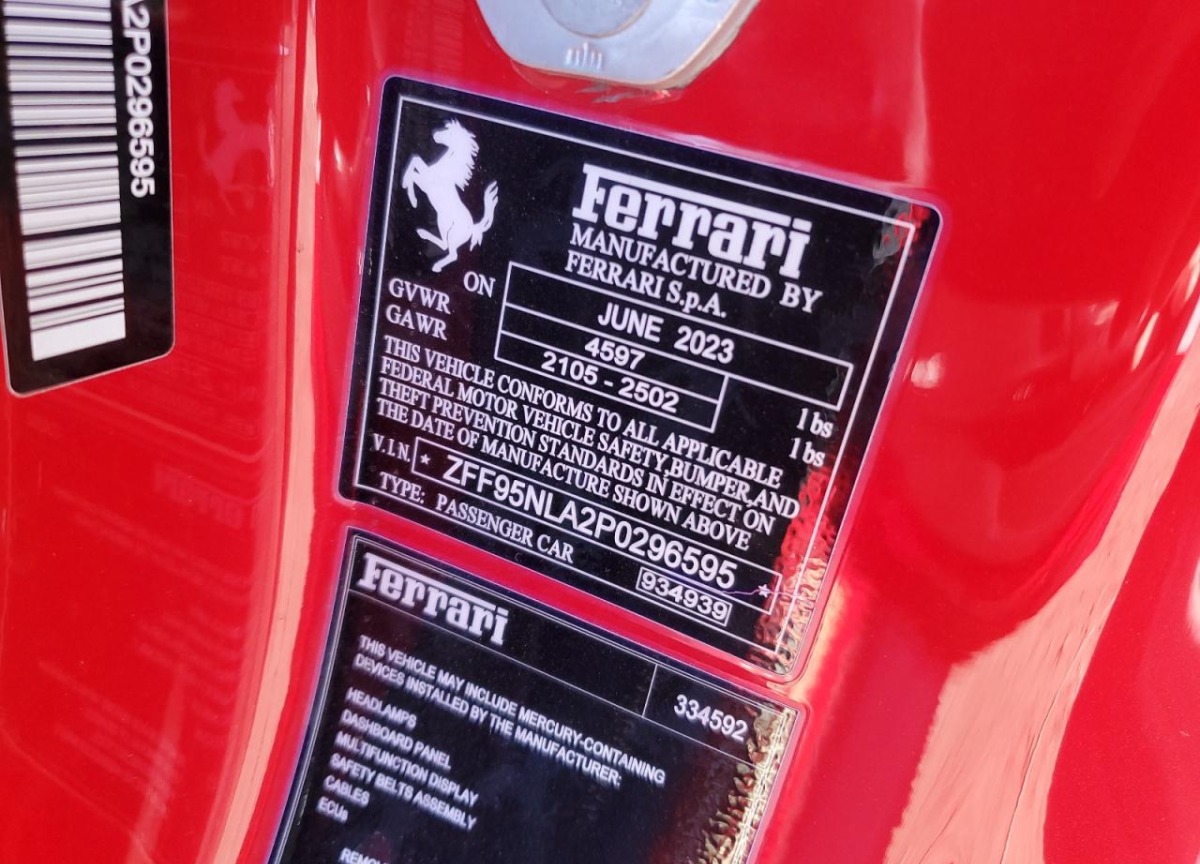 A2P0296595
Ferrari
MANUFACTURED BY
FERRARI S.p.A.
ON JUNE 2023
GVWR 4597 lbs
GAWR 2105 - 2502 lbs
THIS VEHICLE CONFORMS TO ALL APPLICABLE
FEDERAL MOTOR VEHICLE SAFETY,BUMPER,AND
THEFT PREVENTION STANDARDS IN EFFECT ON
THE DATE OF MANUFACTURE SHOWN ABOVE
V.I.N. * ZFF95NLA2P0296595 *
TYPE: PASSENGER CAR 934939
Ferrari
334592
THIS VEHICLE MAY INCLUDE MERCURY-CONTAINING
DEVICES INSTALLED BY THE MANUFACTURER:
HEADLAMPS
DASHBOARD PANEL
MULTIFUNCTION DISPLAY
SAFETY BELTS ASSEMBLY
CABLES
ECUs